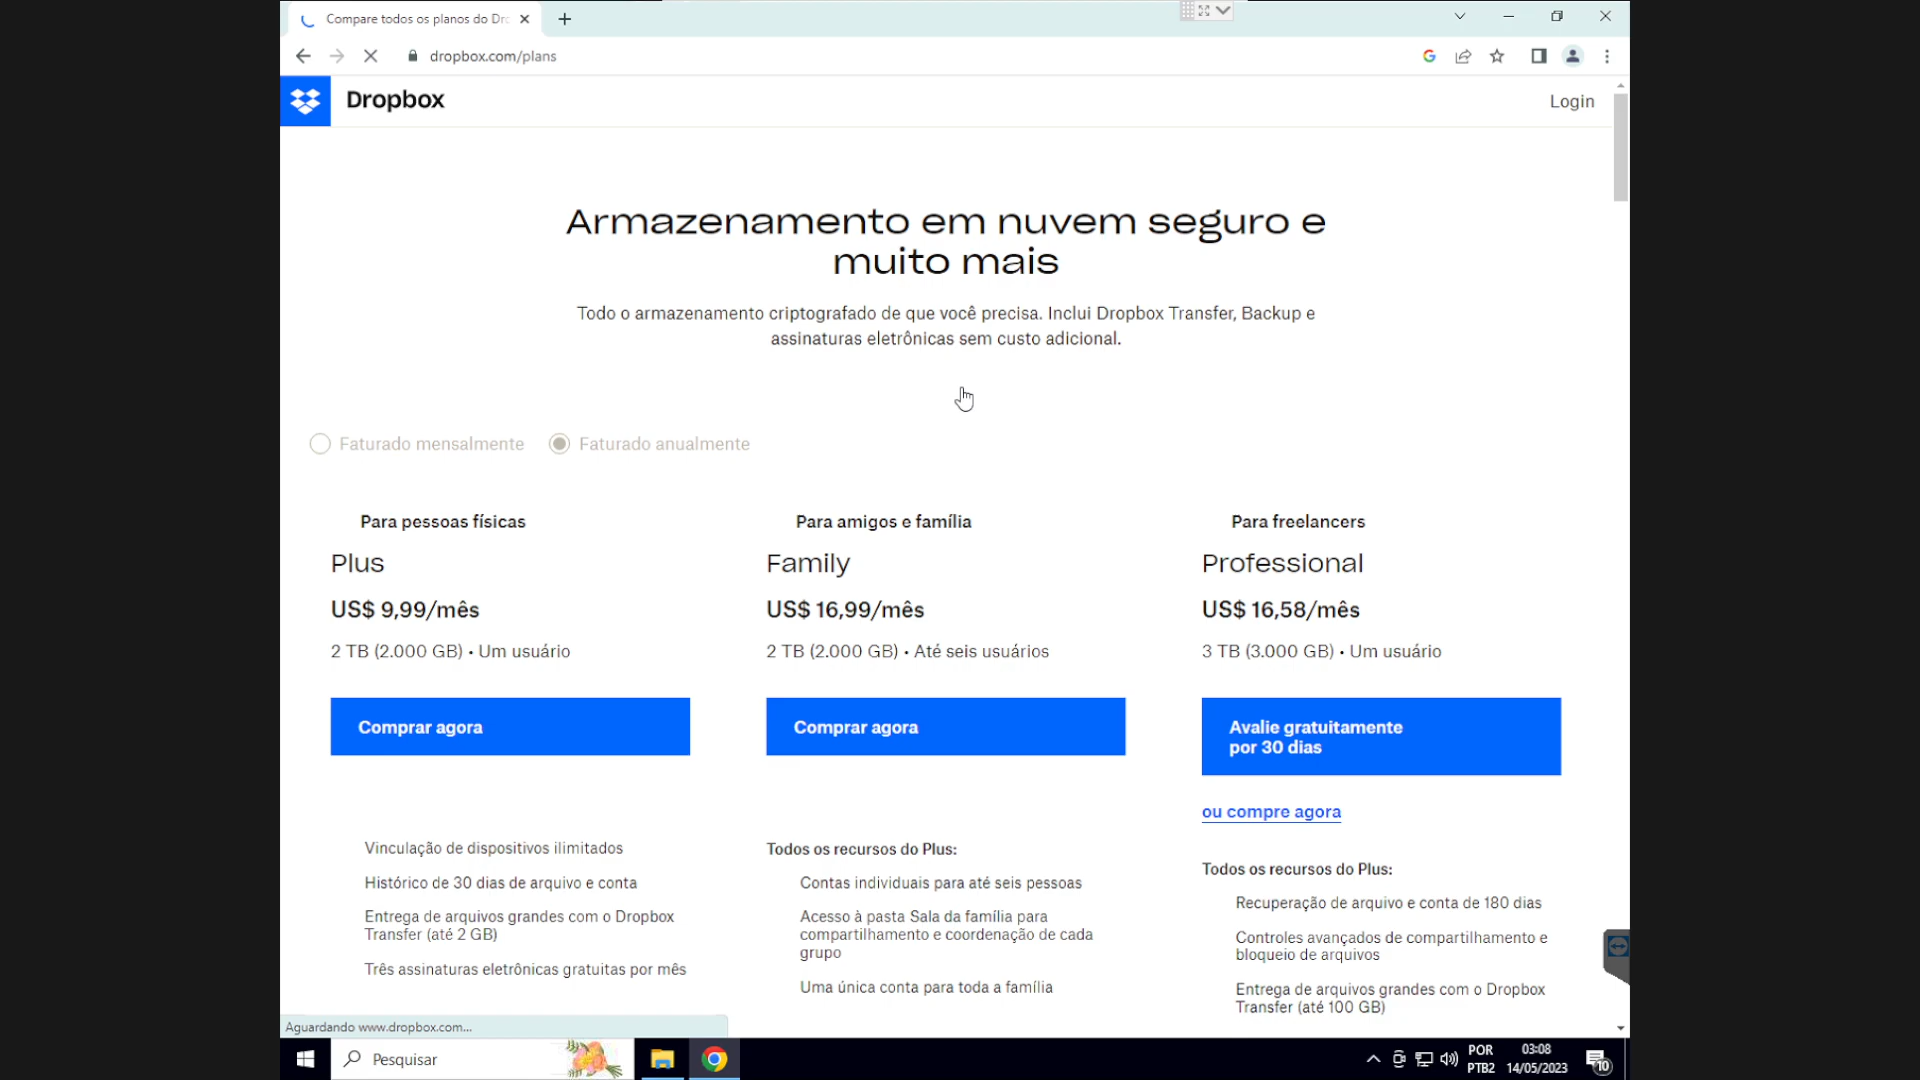 Compare todos os planos do Dr
dropbox.com/plans
Dropbox
Login
Armazenamento em nuvem seguro e
muito mais
Todo o armazenamento criptografado de que você precisa. Inclui Dropbox Transfer, Backup e
assinaturas eletrônicas sem custo adicional.
Faturado mensalmente
Faturado anualmente
Para pessoas físicas
Plus
US$ 9,99/mês
2 TB (2.000 GB) • Um usuário
Comprar agora
Vinculação de dispositivos ilimitados
Histórico de 30 dias de arquivo e conta
Entrega de arquivos grandes com o Dropbox
Transfer (até 2 GB)
Três assinaturas eletrônicas gratuitas por mês
Para amigos e família
Family
US$ 16,99/mês
2 TB (2.000 GB) • Até seis usuários
Comprar agora
Todos os recursos do Plus:
Contas individuais para até seis pessoas
Acesso à pasta Sala da família para
compartilhamento e coordenação de cada
grupo
Uma única conta para toda a família
Para freelancers
Professional
US$ 16,58/mês
3 TB (3.000 GB) • Um usuário
Avalie gratuitamente
por 30 dias
ou compre agora
Todos os recursos do Plus:
Recuperação de arquivo e conta de 180 dias
Controles avançados de compartilhamento e
bloqueio de arquivos
Entrega de arquivos grandes com o Dropbox
Transfer (até 100 GB)
Aguardando www.dropbox.com...
Pesquisar
POR
PTB2
03:08
14/05/2023
10